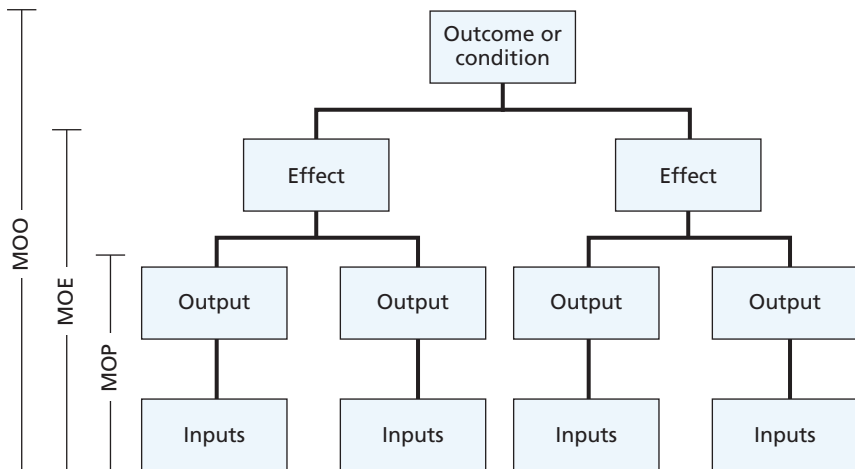 Outcome or
condition
Effect
Effect
Output
Output
Output
Output
Inputs
Inputs
Inputs
Inputs
MOO
MOE
MOP